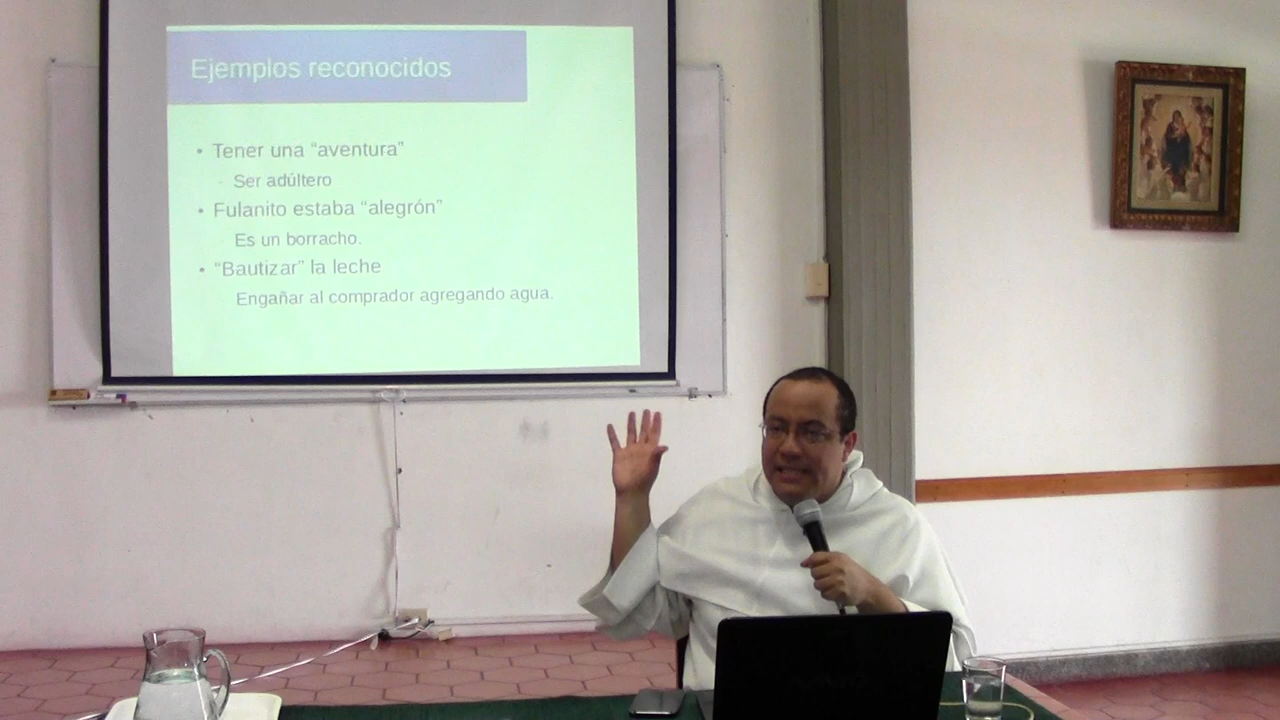 Ejemplos reconocidos
• Tener una “aventura”
Ser adúltero
• Fulanito estaba “alegrón”
Es un borracho.
• “Bautizar” la leche
Engañar al comprador agregando agua.